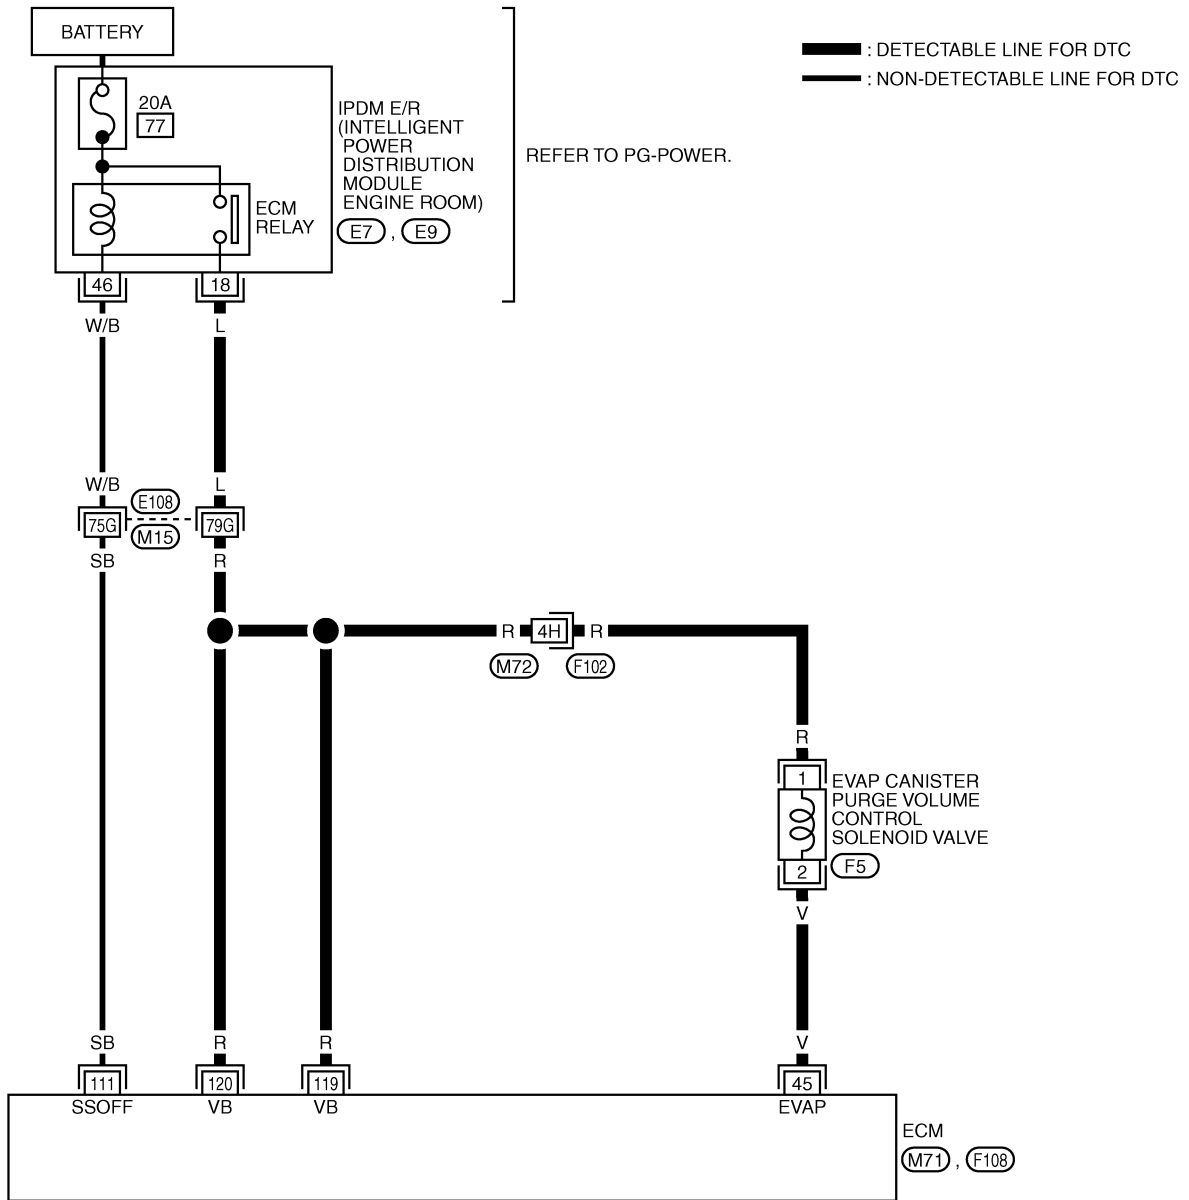 BATTERY
: DETECTABLE LINE FOR DTC
: NON-DETECTABLE LINE FOR DTC
20A
77
IPDM E/R
(INTELLIGENT
POWER
DISTRIBUTION
MODULE
ENGINE ROOM)
E7 , E9
REFER TO PG-POWER.
ECM
RELAY
46 18
W/B L
W/B L
E108
75G 79G
M15
SB R
R 4H R
M72 F102
R
1
EVAP CANISTER
PURGE VOLUME
CONTROL
SOLENOID VALVE
2
F5
V
SB R R V
111 120 119 45
SSOFF VB VB EVAP
ECM
M71 , F108